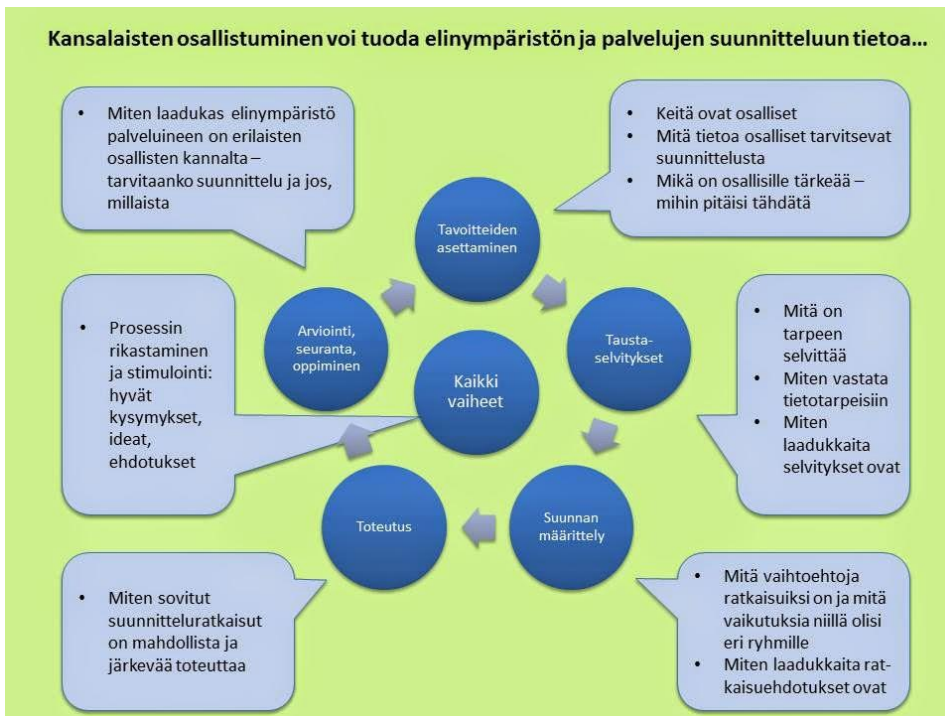 Kansalaisten osallistuminen voi tuoda elinympäristön ja palvelujen suunnitteluun tietoa…
• Miten laadukas elinympäristö
palveluineen on erilaisten
osallisten kannalta –
tarvitaanko suunnittelu ja jos,
millaista
• Keitä ovat osalliset
• Mitä tietoa osalliset tarvitsevat
suunnittelusta
• Mikä on osallisille tärkeää –
mihin pitäisi tähdätä
Tavoitteiden
asettaminen
• Prosessin
rikastaminen
ja stimulointi:
hyvät
kysymykset,
ideat,
ehdotukset
Arviointi,
seuranta,
oppiminen
Kaikki
vaiheet
Tausta-
selvitykset
• Mitä on
tarpeen
selvittää
• Miten vastata
tietotarpeisiin
• Miten
laadukkaita
selvitykset ovat
Toteutus
Suunnan
määrittely
• Miten sovitut
suunnitteluratkaisut
on mahdollista ja
järkevää toteuttaa
• Mitä vaihtoehtoja
ratkaisuiksi on ja mitä
vaikutuksia niillä olisi
eri ryhmille
• Miten laadukkaita rat-
kaisuehdotukset ovat